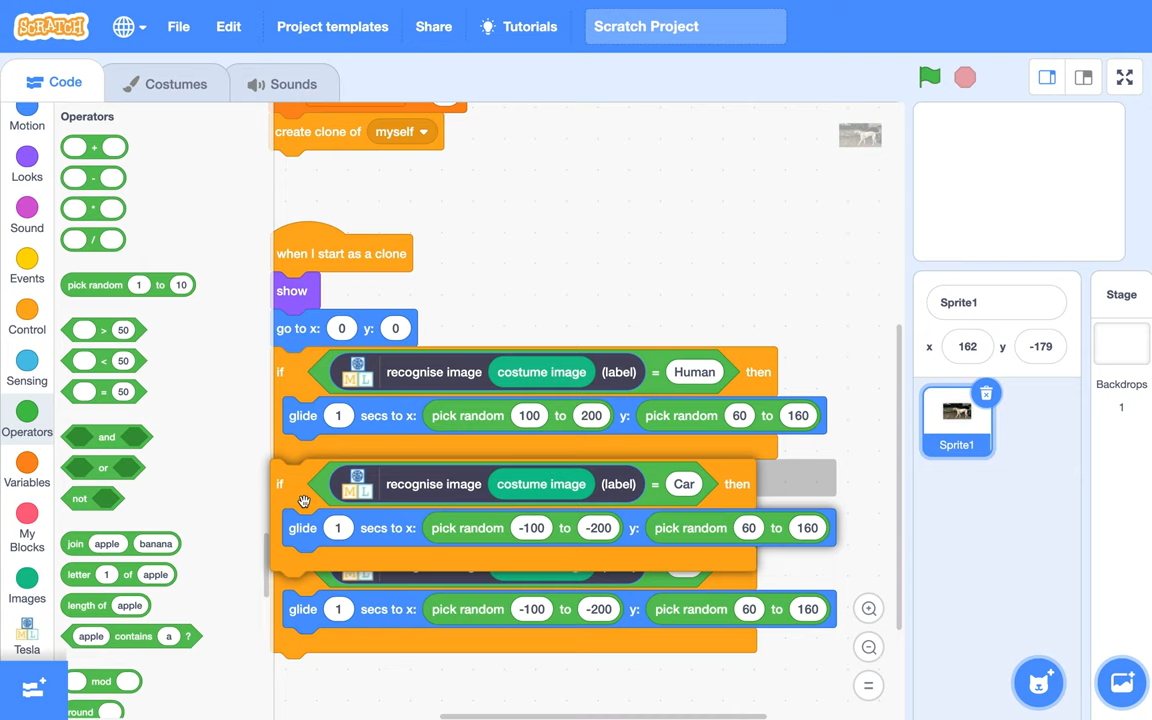 SCRATCH
File
Edit
Project templates
Share
Tutorials
Scratch Project
Code
Costumes
Sounds
Motion
Looks
Sound
Events
Control
Sensing
Operators
Variables
My
Blocks
Images
Tesla
ML
Operators
+
-
*
/
pick random 1 to 10
> 50
< 50
= 50
and
or
not
join apple banana
letter 1 of apple
length of apple
apple contains a ?
mod
round
create clone of myself
when I start as a clone
show
go to x: 0 y: 0
if ML recognise image costume image (label) = Human then
glide 1 secs to x: pick random 100 to 200 y: pick random 60 to 160
if ML recognise image costume image (label) = Car then
glide 1 secs to x: pick random -100 to -200 y: pick random 60 to 160
glide 1 secs to x: pick random -100 to -200 y: pick random 60 to 160
Sprite1
x 162 y -179
Sprite1
Stage
Backdrops
1